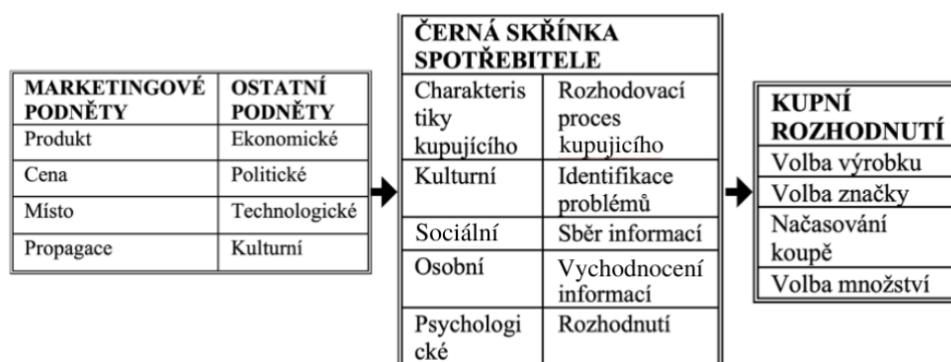 MARKETINGOVÉ PODNĚTY
OSTATNÍ PODNĚTY
Produkt
Ekonomické
Cena
Politické
Místo
Technologické
Propagace
Kulturní
ČERNÁ SKŘÍNKA
SPOTŘEBITELE
Charakteris
tiky
kupujícího
Rozhodovací
proces
kupujicího
Kulturní
Identifikace
problémů
Sociální
Sběr informací
Osobní
Vychodnocení
informací
Psychologi
cké
Rozhodnutí
KUPNÍ
ROZHODNUTÍ
Volba výrobku
Volba značky
Načasování
koupě
Volba množství